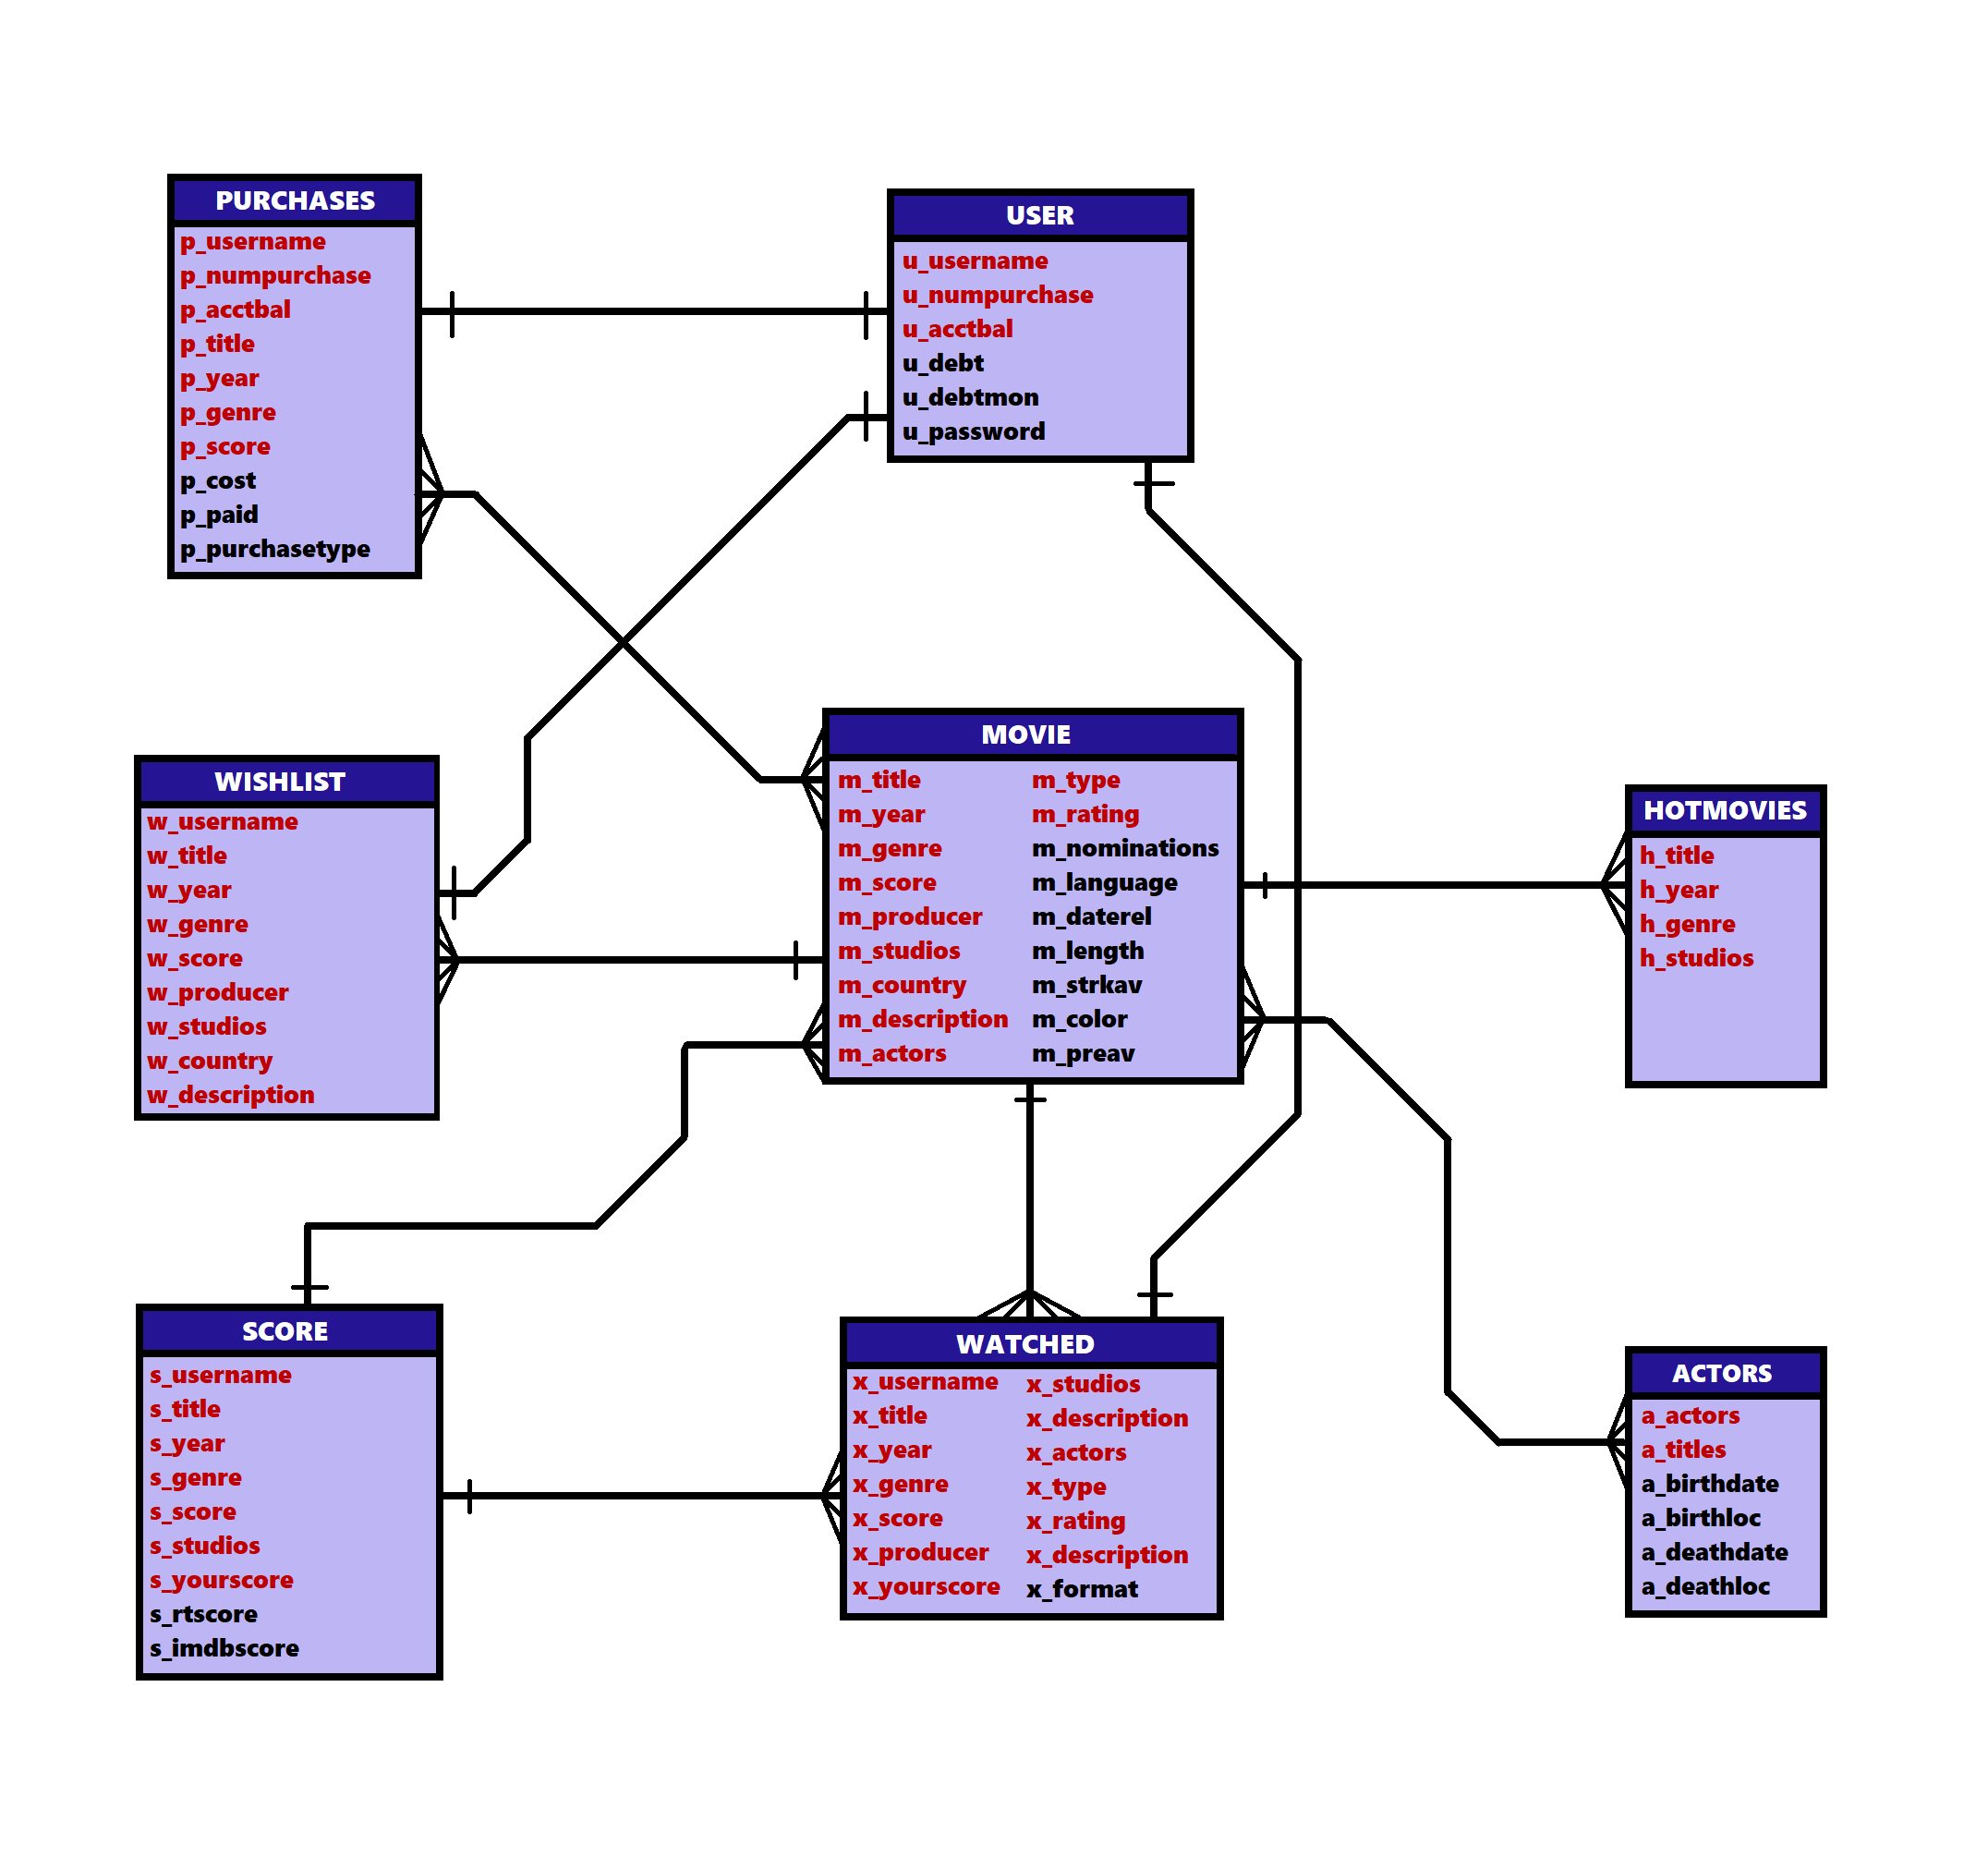 PURCHASES
p_username
p_numpurchase
p_acctbal
p_title
p_year
p_genre
p_score
p_cost
p_paid
p_purchasetype
USER
u_username
u_numpurchase
u_acctbal
u_debt
u_debtmon
u_password
WISHLIST
w_username
w_title
w_year
w_genre
w_score
w_producer
w_studios
w_country
w_description
MOVIE
m_title
m_year
m_genre
m_score
m_producer
m_studios
m_country
m_description
m_actors
m_type
m_rating
m_nominations
m_language
m_daterel
m_length
m_strkav
m_color
m_preav
HOTMOVIES
h_title
h_year
h_genre
h_studios
SCORE
s_username
s_title
s_year
s_genre
s_score
s_studios
s_yourscore
s_rtscore
s_imdbscore
WATCHED
x_username
x_title
x_year
x_genre
x_score
x_producer
x_yourscore
x_studios
x_description
x_actors
x_type
x_rating
x_description
x_format
ACTORS
a_actors
a_titles
a_birthdate
a_birthloc
a_deathdate
a_deathloc